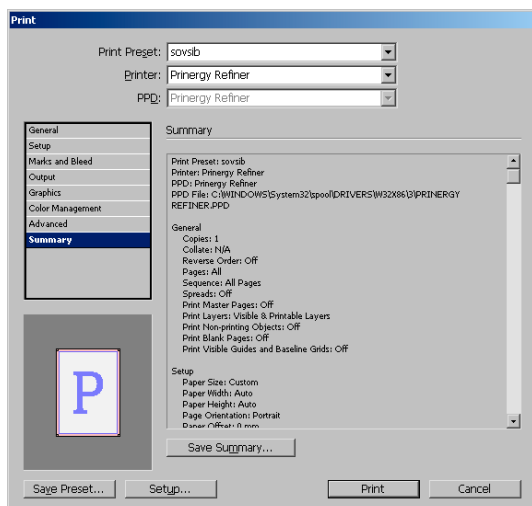 Print
Print Preset: sovsib
Printer: Prinergy Refiner
PPD: Prinergy Refiner
General
Setup
Marks and Bleed
Output
Graphics
Color Management
Advanced
Summary
Summary
Print Preset: sovsib
Printer: Prinergy Refiner
PPD: Prinergy Refiner
PPD File: C:\WINDOWS\System32\spool\DRIVERS\W32X86\3\PRINERGY
REFINER.PPD
General
Copies: 1
Collate: N/A
Reverse Order: Off
Pages: All
Sequence: All Pages
Spreads: Off
Print Master Pages: Off
Print Layers: Visible & Printable Layers
Print Non-printing Objects: Off
Print Blank Pages: Off
Print Visible Guides and Baseline Grids: Off
Setup
Paper Size: Custom
Paper Width: Auto
Paper Height: Auto
Page Orientation: Portrait
Paper Offset: 0 mm
P
Save Summary...
Save Preset...
Setup...
Print
Cancel